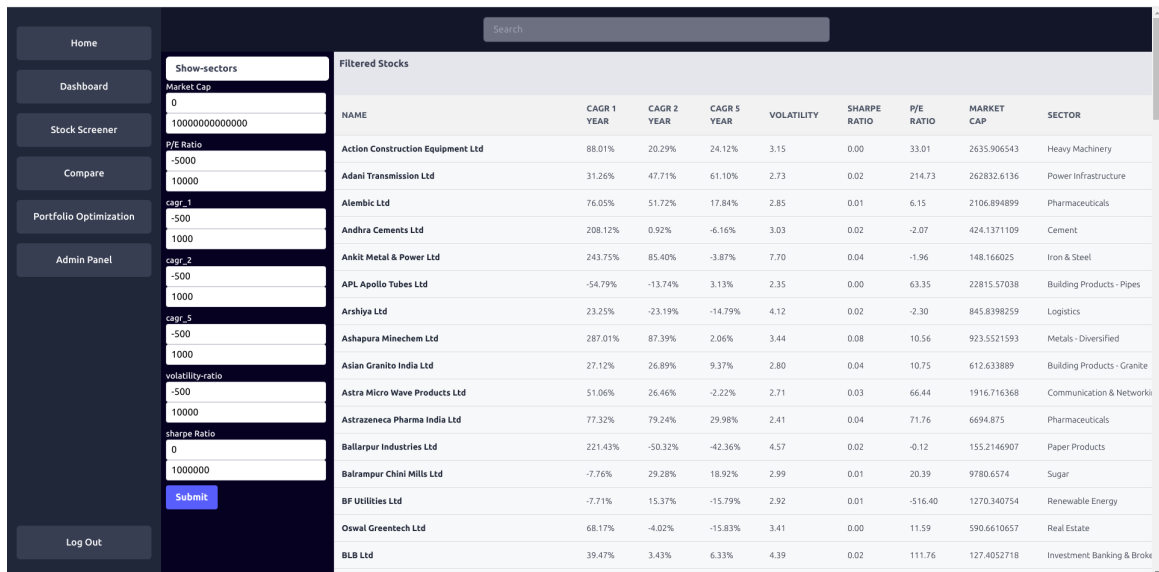 Search
Home
Dashboard
Stock Screener
Compare
Portfolio Optimization
Admin Panel
Log Out
Show-sectors
Market Cap
0
10000000000000
P/E Ratio
-5000
10000
cagr_1
-500
1000
cagr_2
-500
1000
cagr_5
-500
1000
volatility-ratio
-500
10000
sharpe Ratio
0
1000000
Submit
Filtered Stocks
NAME CAGR 1 YEAR CAGR 2 YEAR CAGR 5 YEAR VOLATILITY SHARPE RATIO P/E RATIO MARKET CAP SECTOR
Action Construction Equipment Ltd 88.01% 20.29% 24.12% 3.15 0.00 33.01 2635.906543 Heavy Machinery
Adani Transmission Ltd 31.26% 47.71% 61.10% 2.73 0.02 214.73 262832.6136 Power Infrastructure
Alembic Ltd 76.05% 51.72% 17.84% 2.85 0.01 6.15 2106.894899 Pharmaceuticals
Andhra Cements Ltd 208.12% 0.92% -6.16% 3.03 0.02 -2.07 424.1371109 Cement
Ankit Metal & Power Ltd 243.75% 85.40% -3.87% 7.70 0.04 -1.96 148.166025 Iron & Steel
APL Apollo Tubes Ltd -54.79% -13.74% 3.13% 2.35 0.00 63.35 22815.57038 Building Products - Pipes
Arshiya Ltd 23.25% -23.19% -14.79% 4.12 0.02 -2.30 845.8398259 Logistics
Ashapura Minechem Ltd 287.01% 87.39% 2.06% 3.44 0.08 10.56 923.5521593 Metals - Diversified
Asian Granito India Ltd 27.12% 26.89% 9.37% 2.80 0.04 10.75 612.633889 Building Products - Granite
Astra Micro Wave Products Ltd 51.06% 26.46% -2.22% 2.71 0.03 66.44 1916.716368 Communication & Networkin
Astrazeneca Pharma India Ltd 77.32% 79.24% 29.98% 2.41 0.04 71.76 6694.875 Pharmaceuticals
Ballarpur Industries Ltd 221.43% -50.32% -42.36% 4.57 0.02 -0.12 155.2146907 Paper Products
Balrampur Chini Mills Ltd -7.76% 29.28% 18.92% 2.99 0.01 20.39 9780.6574 Sugar
BF Utilities Ltd -7.71% 15.37% -15.79% 2.92 0.01 -516.40 1270.340754 Renewable Energy
Oswal Greentech Ltd 68.17% -4.02% -15.83% 3.41 0.00 11.59 590.6610657 Real Estate
BLB Ltd 39.47% 3.43% 6.33% 4.39 0.02 111.76 127.4052718 Investment Banking & Broke